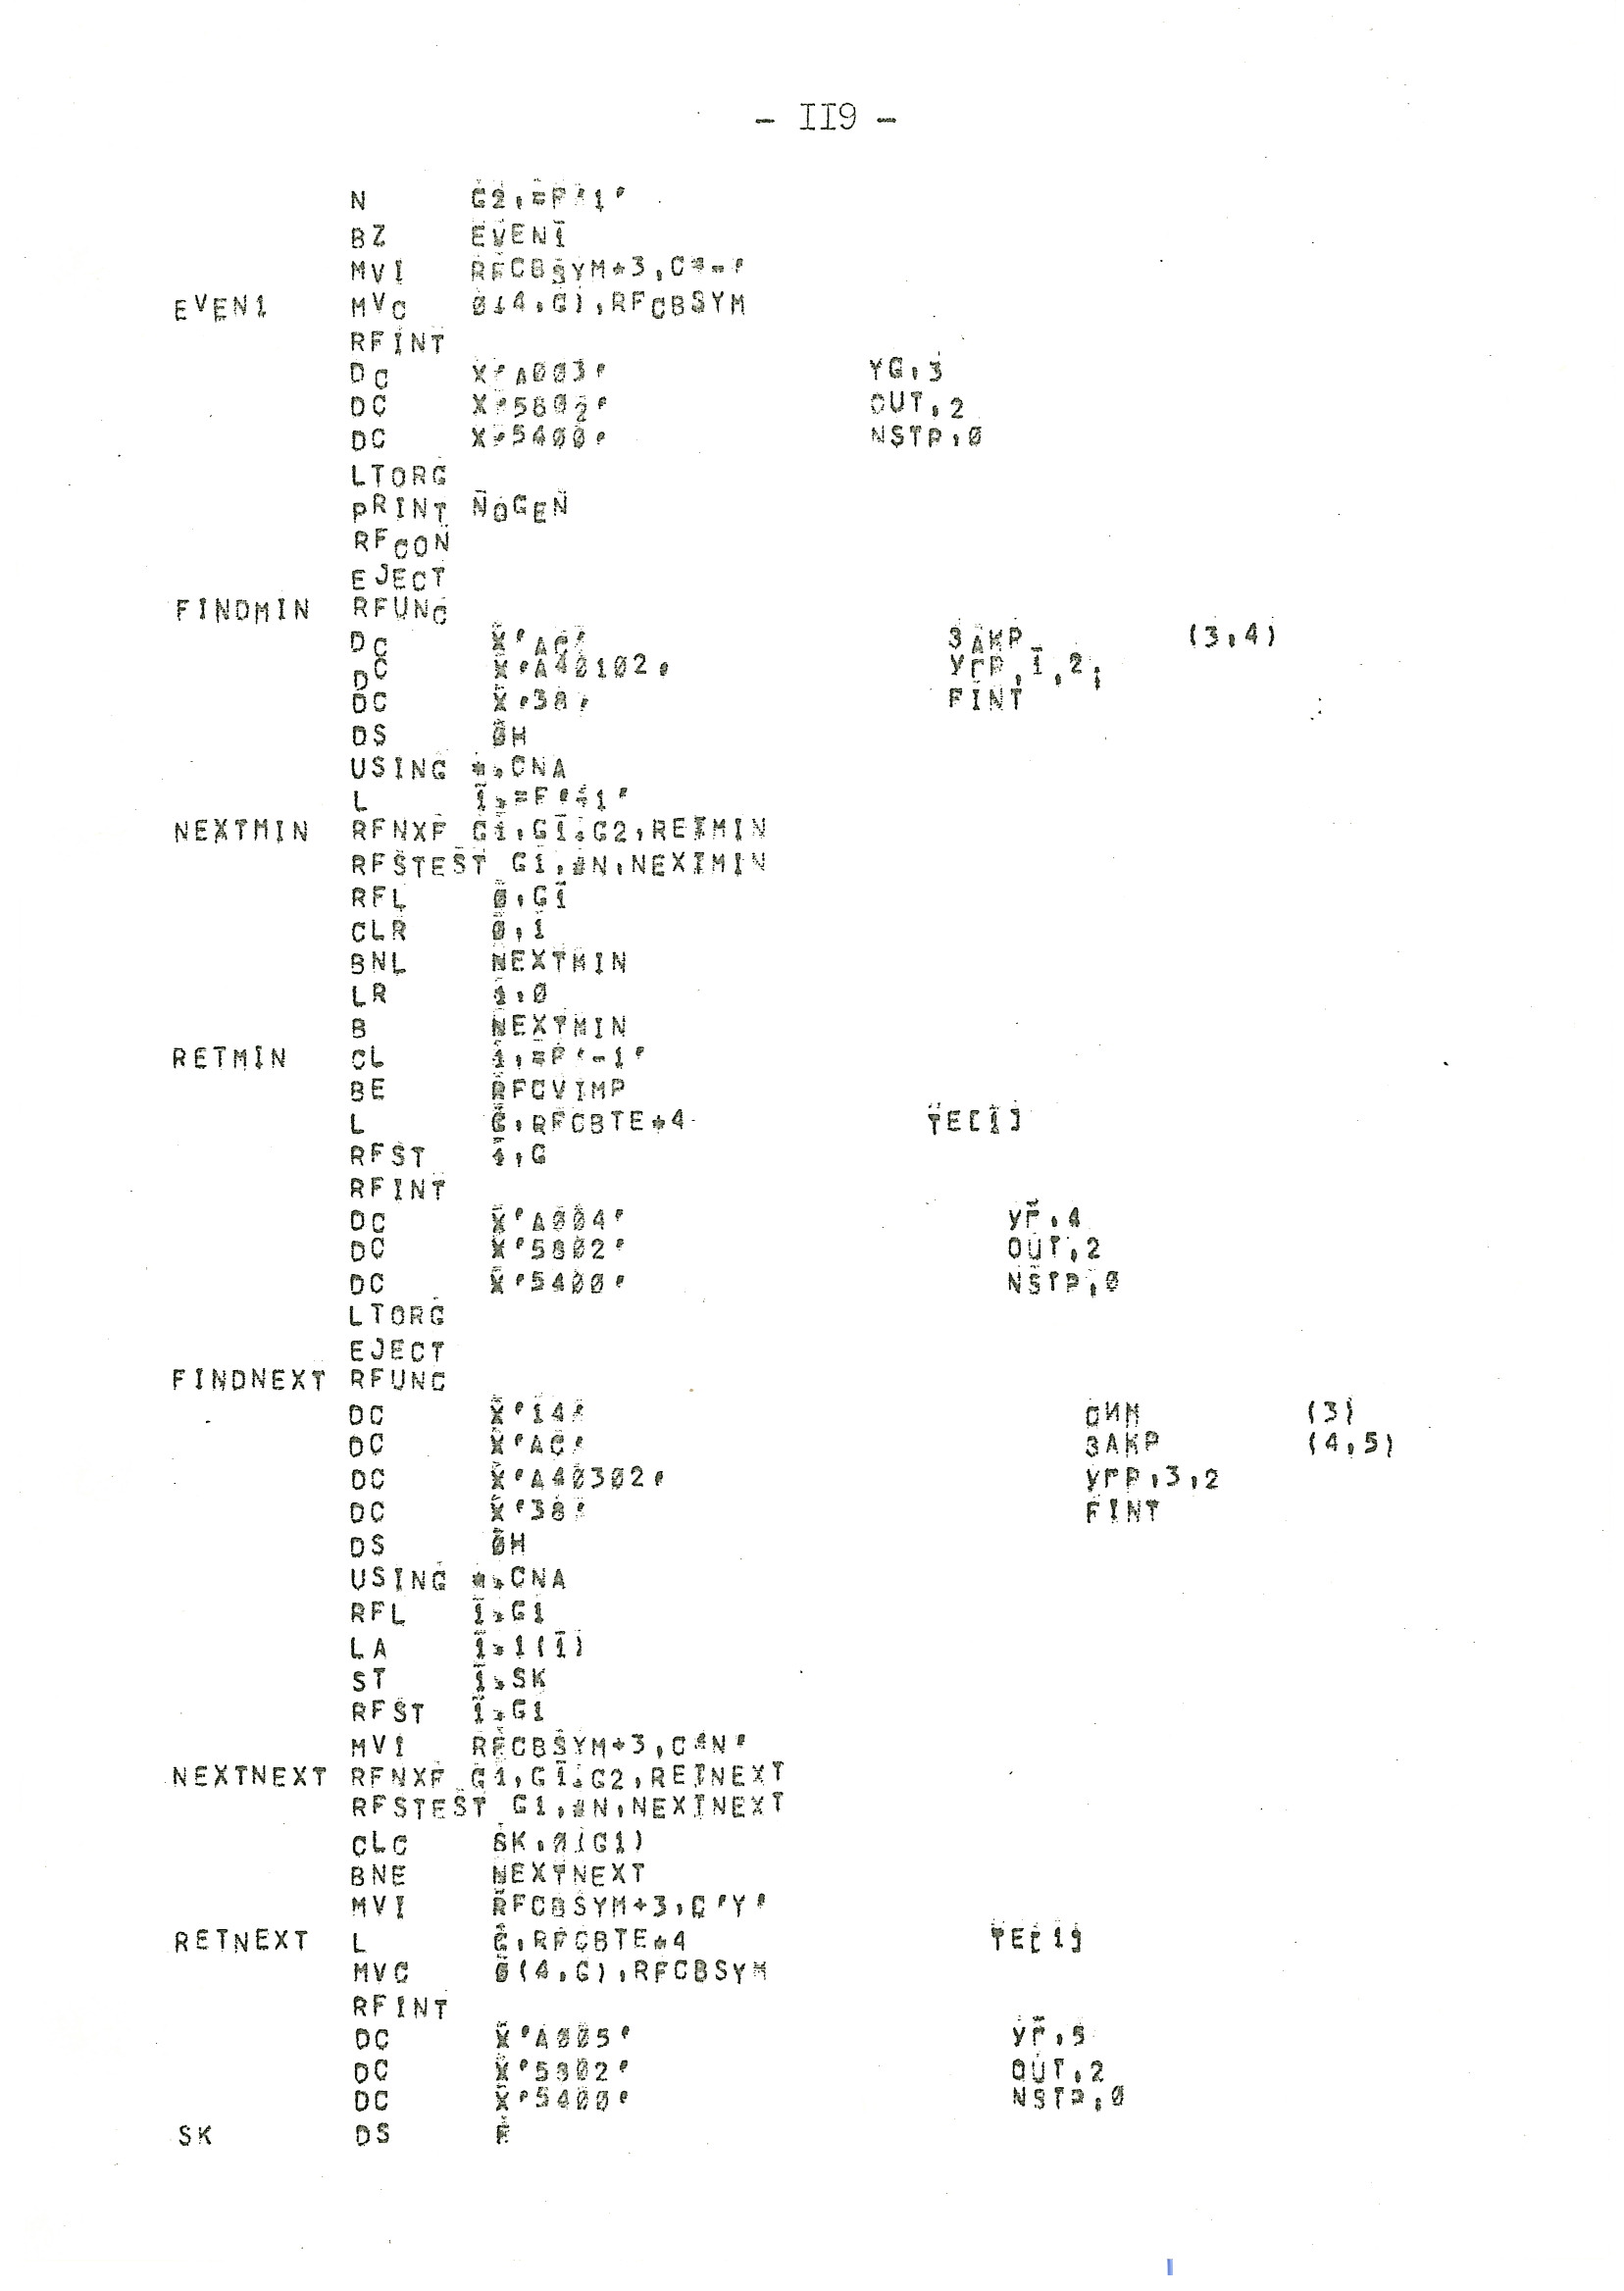 - II9 -
N G2,=F'1'
BZ EVEN1
MVI RFCBSYM+3,C'-'
EVEN1 MVC 0(4,G),RFCBSYM
RFINT
DC X'A003' YG,3
DC X'5802' OUT,2
DC X'5400' NSTP,0
LTORG
PRINT NOGEN
RFCON
EJECT
FINDMIN RFUNC
DC X'AC' ЗАКР (3,4)
DC X'A40102' УГР,1,2;
DC X'38' FINT
DS 0H
USING *,CNA
L 1,=F'-1'
NEXTMIN RFNXF G1,G1,G2,RETMIN
RFSTEST G1,#N,NEXTMIN
RFL 0,G1
CLR 0,1
BNL NEXTMIN
LR 1,0
B NEXTMIN
RETMIN CL 1,=F'-1'
BE RFCVIMP
L G,RFCBTE+4 TE[1]
RFST 1,G
RFINT
DC X'A004' УГ,4
DC X'5802' OUT,2
DC X'5400' NSTP,0
LTORG
EJECT
FINDNEXT RFUNC
DC X'14' СИМ (3)
DC X'AC' ЗАКР (4,5)
DC X'A40302' УГР,3,2
DC X'38' FINT
DS 0H
USING *,CNA
RFL 1,G1
LA 1,1(1)
ST 1,SK
RFST 1,G1
MVI RFCBSYM+3,C'N'
NEXTNEXT RFNXF G1,G1,G2,RETNEXT
RFSTEST G1,#N,NEXTNEXT
CLC SK,0(G1)
BNE NEXTNEXT
MVI RFCBSYM+3,C'Y'
RETNEXT L G,RFCBTE+4 TE[1]
MVC 0(4,G),RFCBSYM
RFINT
DC X'A005' УГ,5
DC X'5802' OUT,2
DC X'5400' NSTP,0
SK DS F